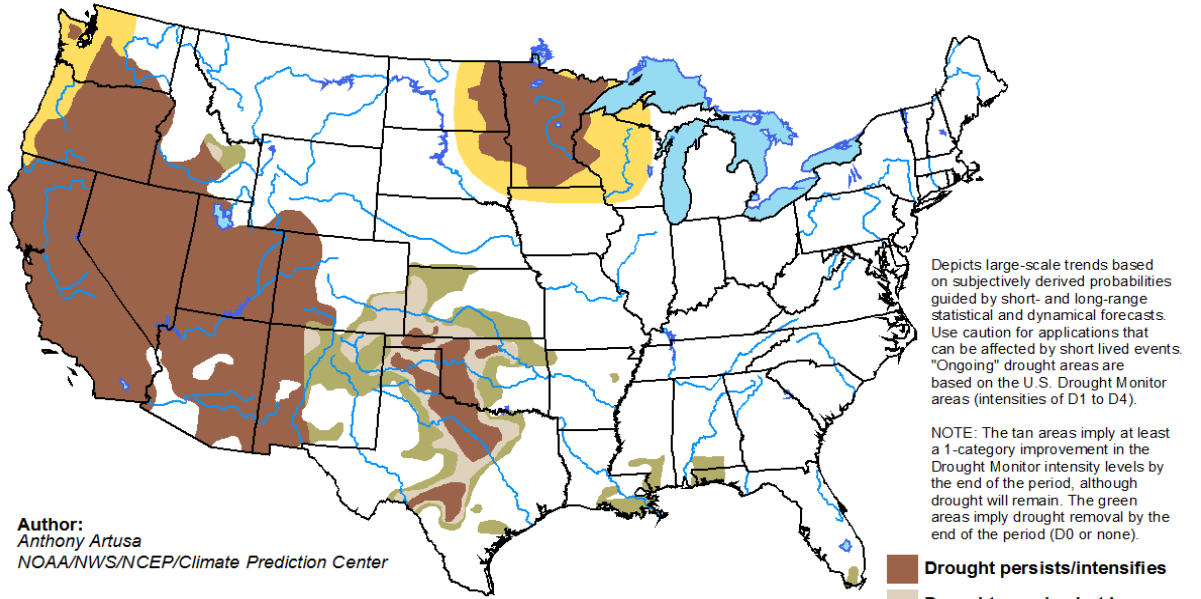 Depicts large-scale trends based
on subjectively derived probabilities
guided by short- and long-range
statistical and dynamical forecasts.
Use caution for applications that
can be affected by short lived events.
"Ongoing" drought areas are
based on the U.S. Drought Monitor
areas (intensities of D1 to D4).
NOTE: The tan areas imply at least
a 1-category improvement in the
Drought Monitor intensity levels by
the end of the period, although
drought will remain. The green
areas imply drought removal by the
end of the period (D0 or none).
Author:
Anthony Artusa
NOAA/NWS/NCEP/Climate Prediction Center
Drought persists/intensifies